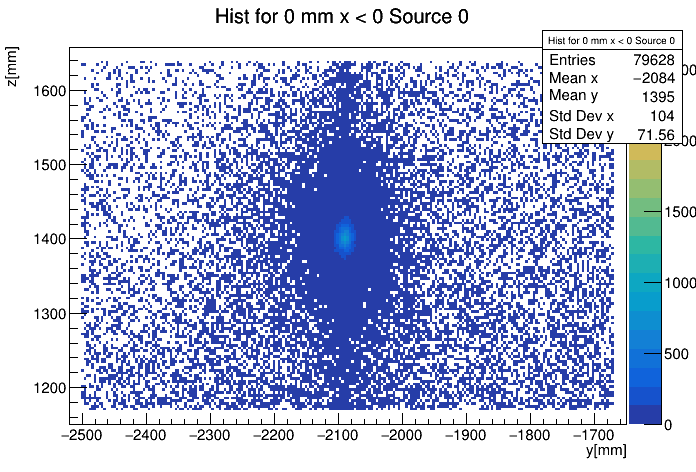 Hist for 0 mm x < 0 Source 0
z[mm]
Hist for 0 mm x < 0 Source 0
Entries 79628
Mean x −2084
Mean y 1395
Std Dev x 104
Std Dev y 71.56
1600
1500
1400
1300
1200
1500
1000
500
0
−2500 −2400 −2300 −2200 −2100 −2000 −1900 −1800 −1700
y[mm]